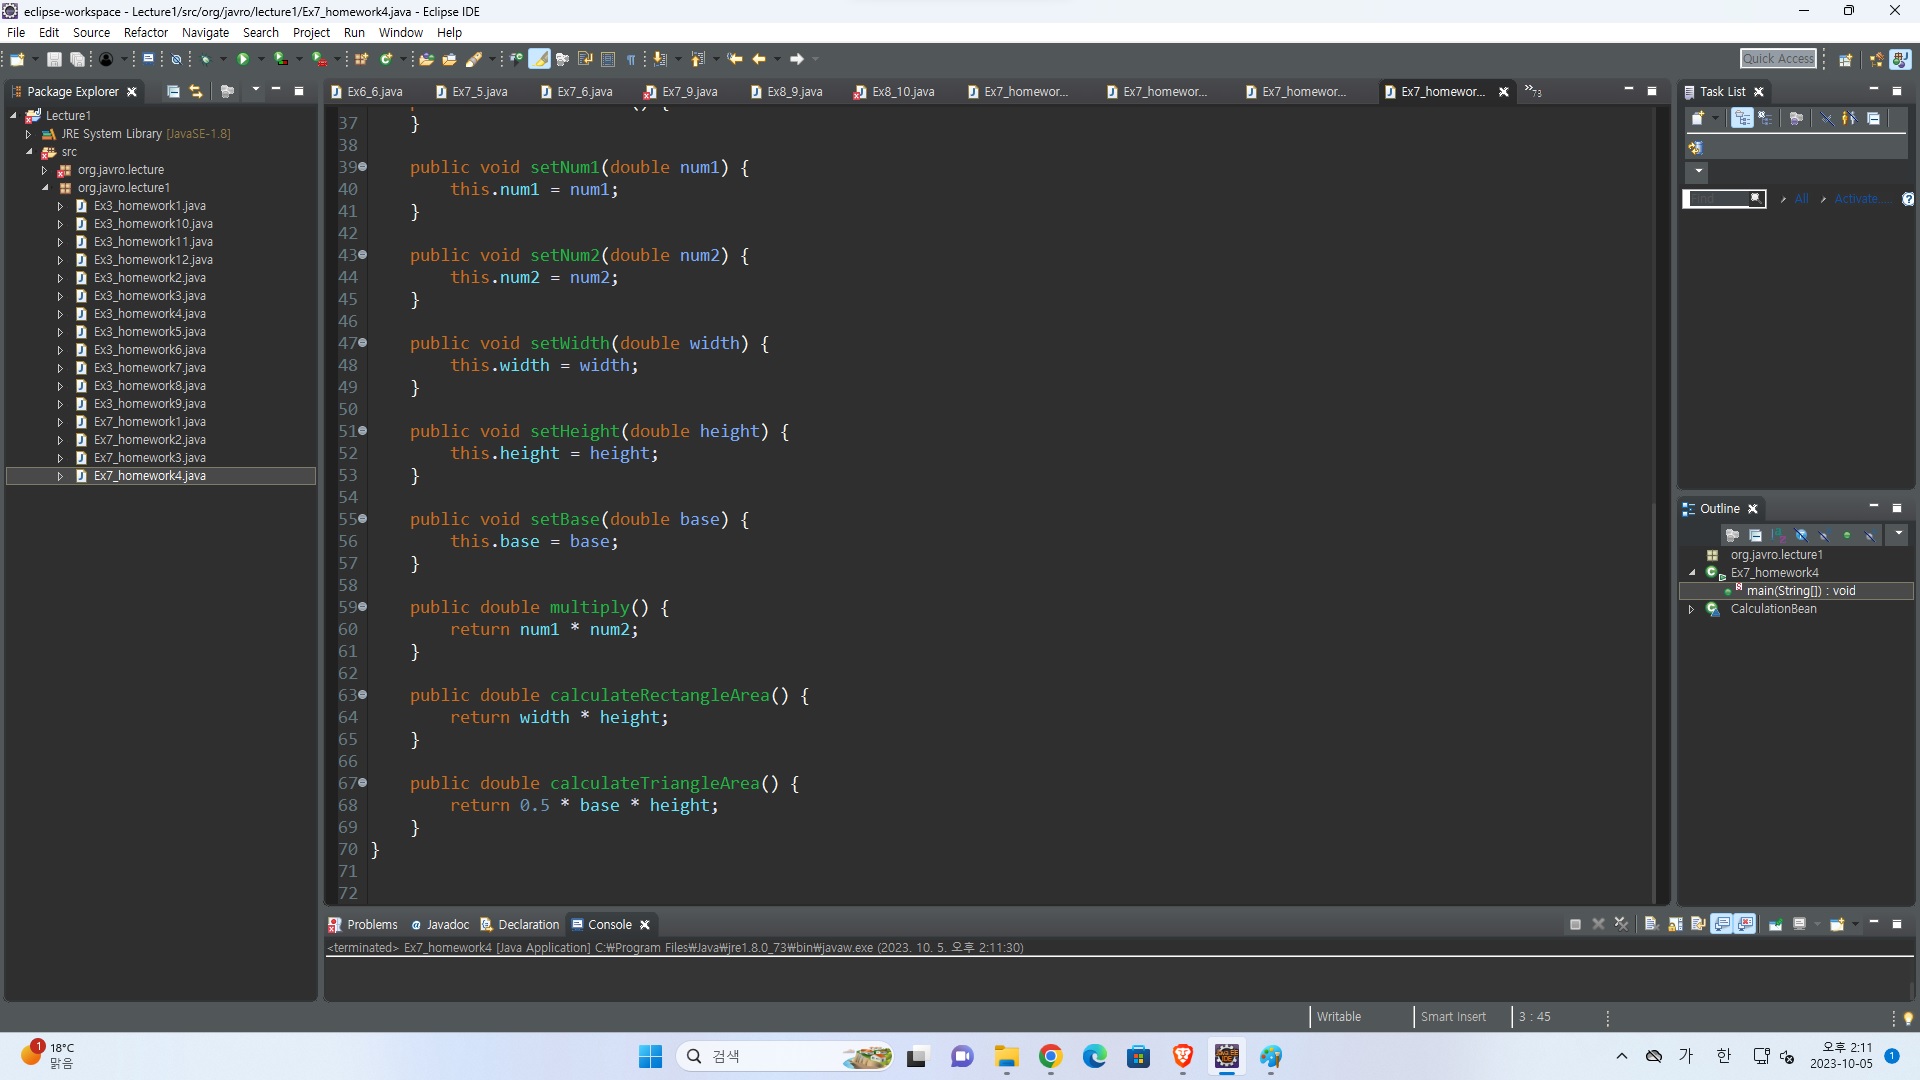 eclipse-workspace - Lecture1/src/org/javro/lecture1/Ex7_homework4.java - Eclipse IDE
File Edit Source Refactor Navigate Search Project Run Window Help
Quick Access
Package Explorer
Lecture1
JRE System Library [JavaSE-1.8]
src
org.javro.lecture
org.javro.lecture1
Ex3_homework1.java
Ex3_homework10.java
Ex3_homework11.java
Ex3_homework12.java
Ex3_homework2.java
Ex3_homework3.java
Ex3_homework4.java
Ex3_homework5.java
Ex3_homework6.java
Ex3_homework7.java
Ex3_homework8.java
Ex3_homework9.java
Ex7_homework1.java
Ex7_homework2.java
Ex7_homework3.java
Ex7_homework4.java
Ex6_6.java Ex7_5.java Ex7_6.java Ex7_9.java Ex8_9.java Ex8_10.java Ex7_homewor... Ex7_homewor... Ex7_homewor... Ex7_homewor... »73
37 }
38
39 public void setNum1(double num1) {
40 this.num1 = num1;
41 }
42
43 public void setNum2(double num2) {
44 this.num2 = num2;
45 }
46
47 public void setWidth(double width) {
48 this.width = width;
49 }
50
51 public void setHeight(double height) {
52 this.height = height;
53 }
54
55 public void setBase(double base) {
56 this.base = base;
57 }
58
59 public double multiply() {
60 return num1 * num2;
61 }
62
63 public double calculateRectangleArea() {
64 return width * height;
65 }
66
67 public double calculateTriangleArea() {
68 return 0.5 * base * height;
69 }
70 }
71
72
Task List
Find All Activate...
Outline
org.javro.lecture1
Ex7_homework4
main(String[]) : void
CalculationBean
Problems Javadoc Declaration Console
<terminated> Ex7_homework4 [Java Application] C:₩Program Files₩Java₩jre1.8.0_73₩bin₩javaw.exe (2023. 10. 5. 오후 2:11:30)
Writable Smart Insert 3 : 45
1 18°C
맑음
검색
가 한
오후 2:11
2023-10-05
1